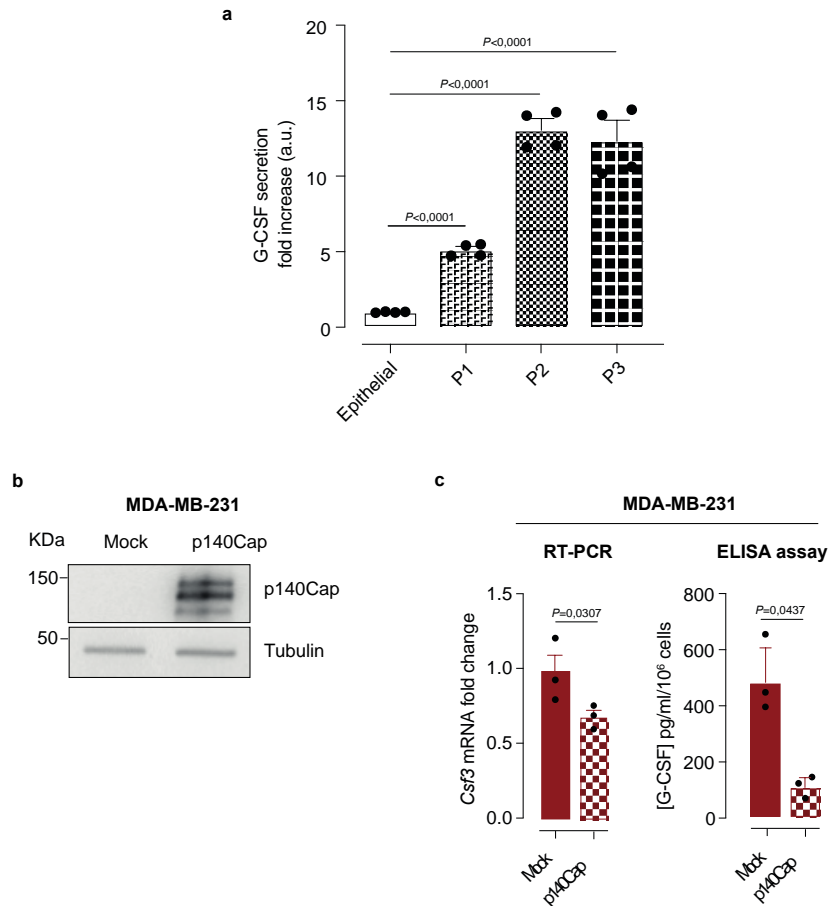 a
20
15
10
5
0
G-CSF secretion
fold increase (a.u.)
P<0,0001
P<0,0001
P<0,0001
Epithelial
P1
P2
P3
b
MDA-MB-231
KDa
Mock
p140Cap
150
p140Cap
50
Tubulin
c
MDA-MB-231
RT-PCR
1.5
1.0
0.5
0.0
Csf3 mRNA fold change
P=0,0307
Mock
p140Cap
ELISA assay
800
600
400
200
0
[G-CSF] pg/ml/10⁶ cells
P=0,0437
Mock
p140Cap